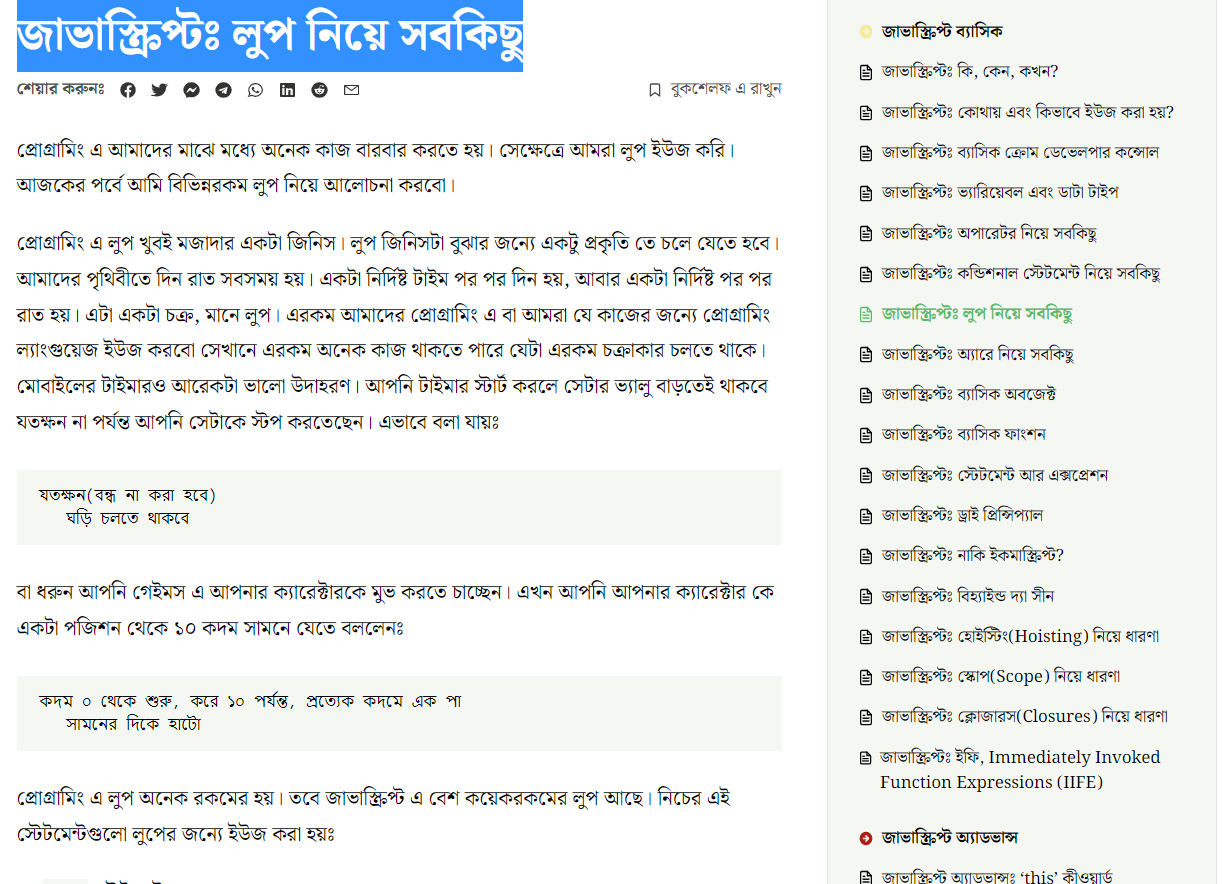 জাভাস্ক্রিপ্টঃ লুপ নিয়ে সবকিছু
শেয়ার করুনঃ
বুকশেলফ এ রাখুন
প্রোগ্রামিং এ আমাদের মাঝে মধ্যে অনেক কাজ বারবার করতে হয়। সেক্ষেত্রে আমরা লুপ ইউজ করি।
আজকের পর্বে আমি বিভিন্নরকম লুপ নিয়ে আলোচনা করবো।
প্রোগ্রামিং এ লুপ খুবই মজাদার একটা জিনিস। লুপ জিনিসটা বুঝার জন্যে একটু প্রকৃতি তে চলে যেতে হবে।
আমাদের পৃথিবীতে দিন রাত সবসময় হয়। একটা নির্দিষ্ট টাইম পর পর দিন হয়, আবার একটা নির্দিষ্ট পর পর
রাত হয়। এটা একটা চক্র, মানে লুপ। এরকম আমাদের প্রোগ্রামিং এ বা আমরা যে কাজের জন্যে প্রোগ্রামিং
ল্যাংগুয়েজ ইউজ করবো সেখানে এরকম অনেক কাজ থাকতে পারে যেটা এরকম চক্রাকার চলতে থাকে।
মোবাইলের টাইমারও আরেকটা ভালো উদাহরণ। আপনি টাইমার স্টার্ট করলে সেটার ভ্যালু বাড়তেই থাকবে
যতক্ষন না পর্যন্ত আপনি সেটাকে স্টপ করতেছেন। এভাবে বলা যায়ঃ
যতক্ষন(বন্ধ না করা হবে)
ঘড়ি চলতে থাকবে
বা ধরুন আপনি গেইমস এ আপনার ক্যারেক্টারকে মুভ করতে চাচ্ছেন। এখন আপনি আপনার ক্যারেক্টার কে
একটা পজিশন থেকে ১০ কদম সামনে যেতে বললেনঃ
কদম ০ থেকে শুরু, করে ১০ পর্যন্ত, প্রত্যেক কদমে এক পা
সামনের দিকে হাটো
প্রোগ্রামিং এ লুপ অনেক রকমের হয়। তবে জাভাস্ক্রিপ্ট এ বেশ কয়েকরকমের লুপ আছে। নিচের এই
স্টেটমেন্টগুলো লুপের জন্যে ইউজ করা হয়ঃ
জাভাস্ক্রিপ্ট ব্যাসিক
জাভাস্ক্রিপ্টঃ কি, কেন, কখন?
জাভাস্ক্রিপ্টঃ কোথায় এবং কিভাবে ইউজ করা হয়?
জাভাস্ক্রিপ্টঃ ব্যাসিক ক্রোম ডেভেলপার কন্সোল
জাভাস্ক্রিপ্টঃ ভ্যারিয়েবল এবং ডাটা টাইপ
জাভাস্ক্রিপ্টঃ অপারেটর নিয়ে সবকিছু
জাভাস্ক্রিপ্টঃ কন্ডিশনাল স্টেটমেন্ট নিয়ে সবকিছু
জাভাস্ক্রিপ্টঃ লুপ নিয়ে সবকিছু
জাভাস্ক্রিপ্টঃ অ্যারে নিয়ে সবকিছু
জাভাস্ক্রিপ্টঃ ব্যাসিক অবজেক্ট
জাভাস্ক্রিপ্টঃ ব্যাসিক ফাংশন
জাভাস্ক্রিপ্টঃ স্টেটমেন্ট আর এক্সপ্রেশন
জাভাস্ক্রিপ্টঃ ড্রাই প্রিন্সিপ্যাল
জাভাস্ক্রিপ্টঃ নাকি ইকমাস্ক্রিপ্ট?
জাভাস্ক্রিপ্টঃ বিহ্যাইন্ড দ্যা সীন
জাভাস্ক্রিপ্টঃ হোইস্টিং(Hoisting) নিয়ে ধারণা
জাভাস্ক্রিপ্টঃ স্কোপ(Scope) নিয়ে ধারণা
জাভাস্ক্রিপ্টঃ ক্লোজারস(Closures) নিয়ে ধারণা
জাভাস্ক্রিপ্টঃ ইফি, Immediately Invoked
Function Expressions (IIFE)
জাভাস্ক্রিপ্ট অ্যাডভান্স
জাভাস্ক্রিপ্ট অ্যাডভান্সঃ ‘this’ কীওয়ার্ড